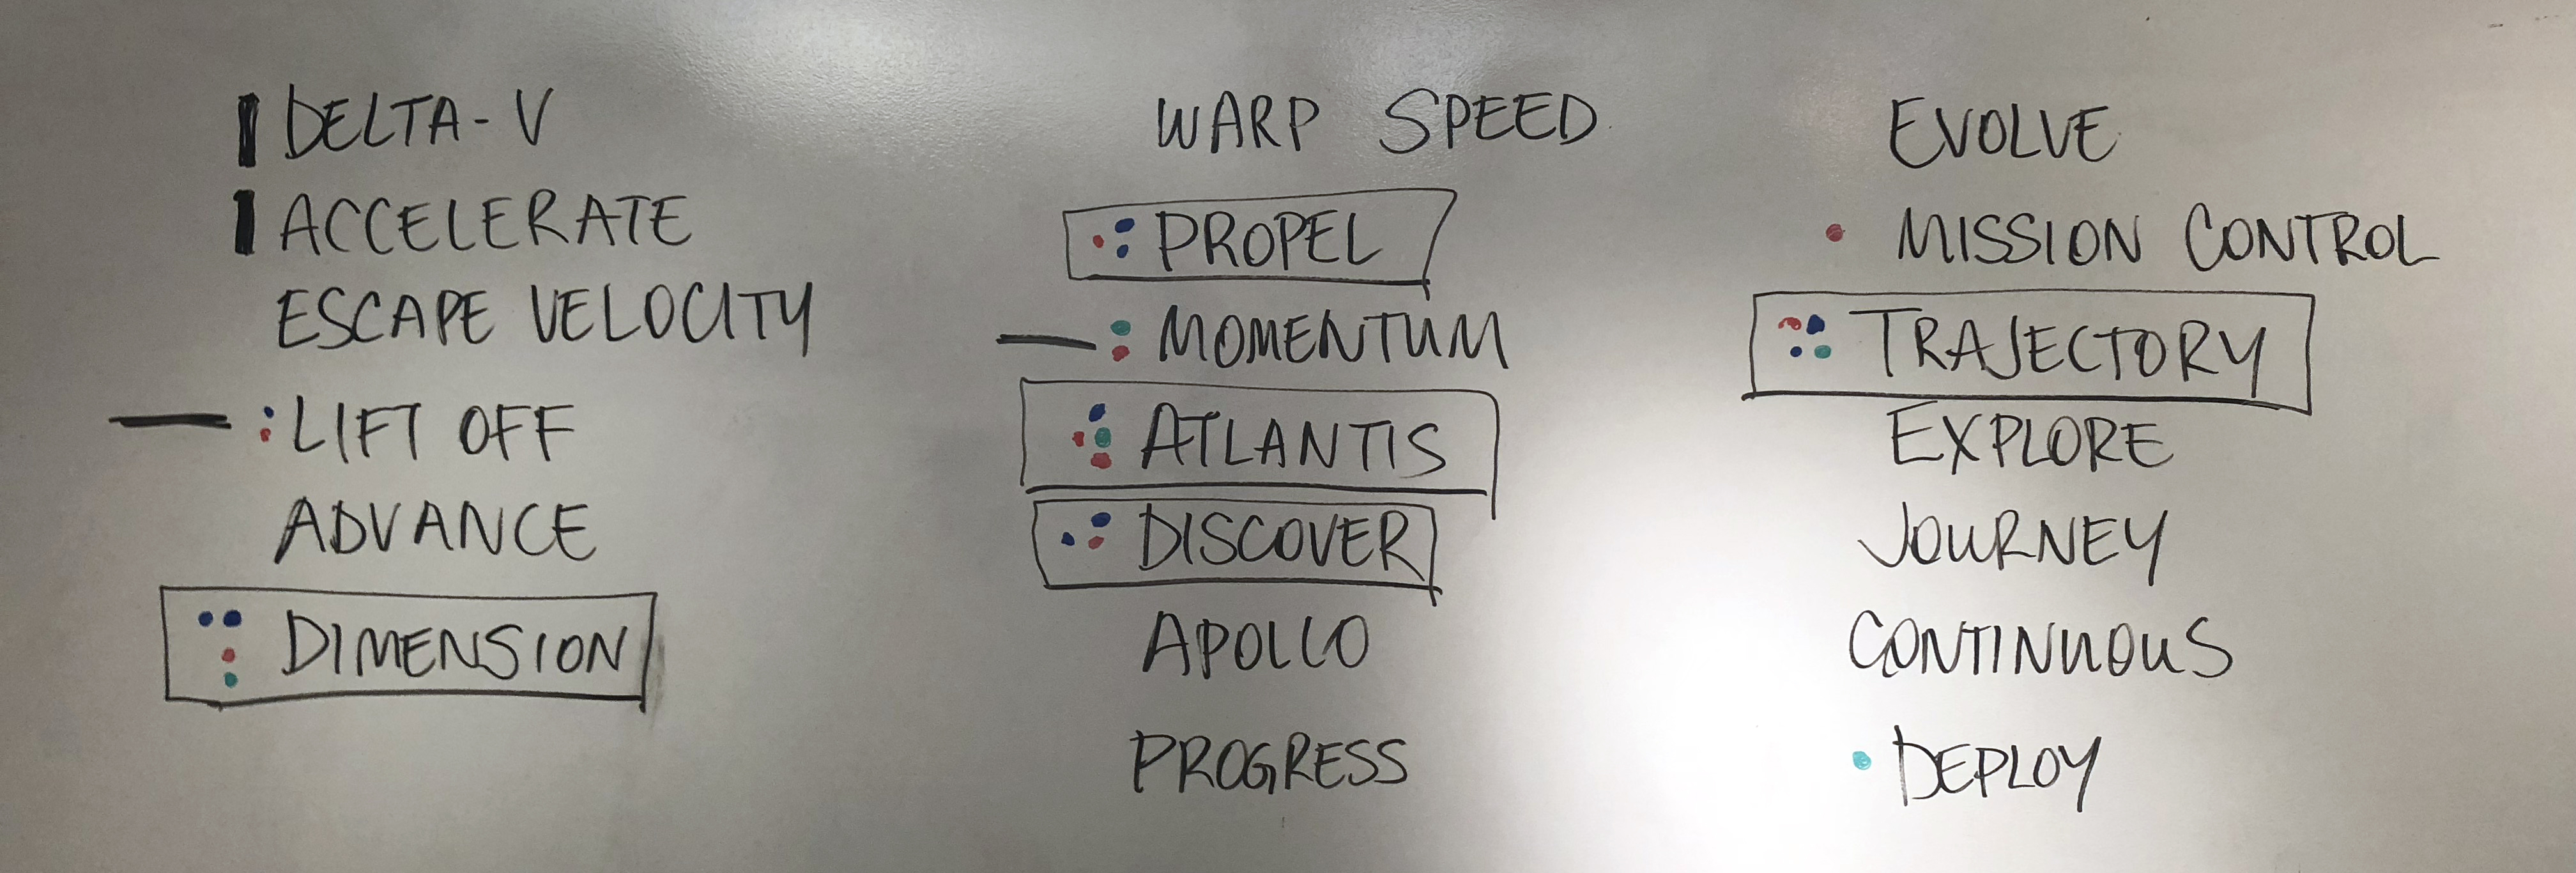 DELTA-V
ACCELERATE
ESCAPE VELOCITY
LIFT OFF
ADVANCE
DIMENSION
WARP SPEED
PROPEL
MOMENTUM
ATLANTIS
DISCOVER
APOLLO
PROGRESS
EVOLVE
MISSION CONTROL
TRAJECTORY
EXPLORE
JOURNEY
CONTINUOUS
DEPLOY